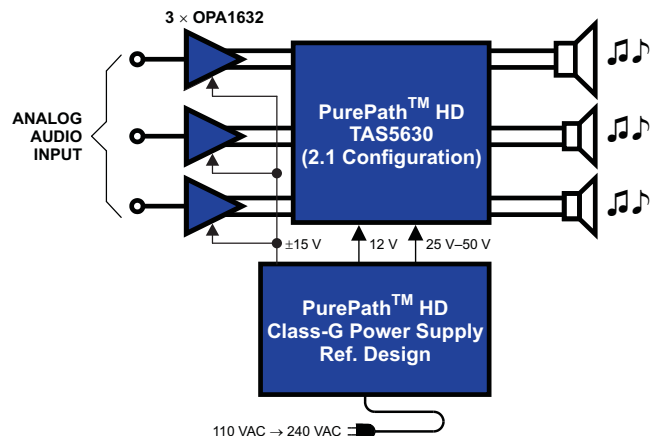 3 × OPA1632
ANALOG
AUDIO
INPUT
PurePath™ HD
TAS5630
(2.1 Configuration)
±15 V
12 V
25 V–50 V
PurePath™ HD
Class-G Power Supply
Ref. Design
110 VAC → 240 VAC